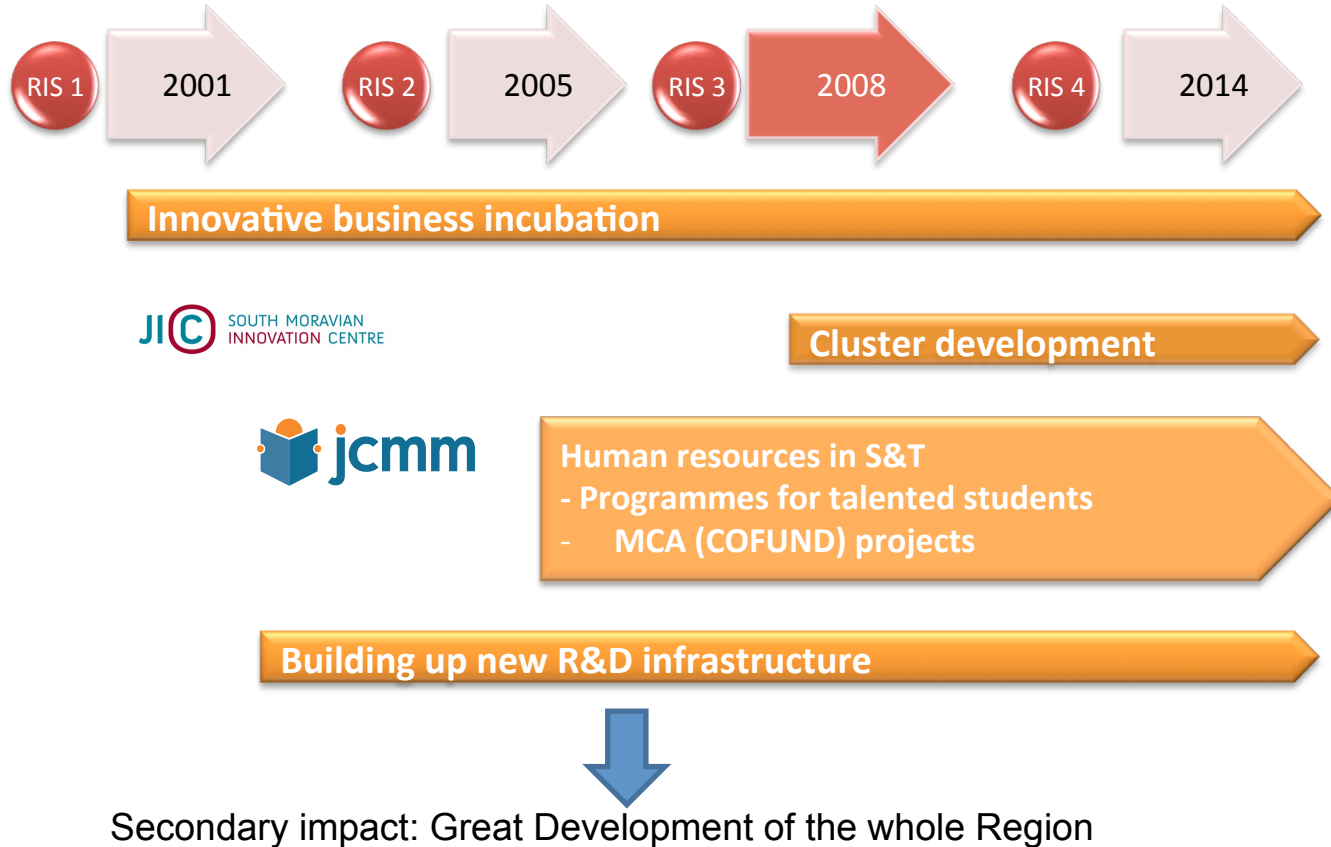 RIS 1
2001
RIS 2
2005
RIS 3
2008
RIS 4
2014
Innovative business incubation
JIC SOUTH MORAVIAN
INNOVATION CENTRE
Cluster development
jcmm
Human resources in S&T
- Programmes for talented students
- MCA (COFUND) projects
Building up new R&D infrastructure
Secondary impact: Great Development of the whole Region